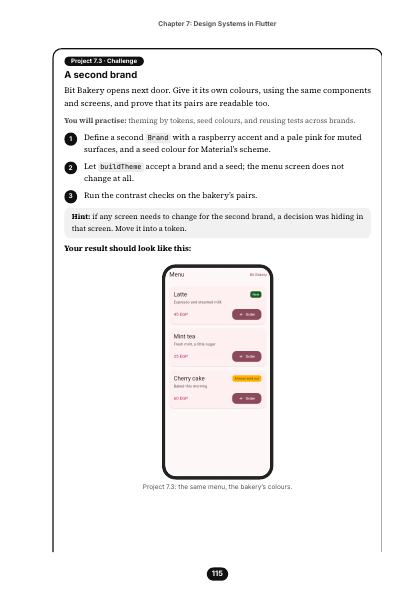 Chapter 7: Design Systems in Flutter
Project 7.3 · Challenge
A second brand
Bit Bakery opens next door. Give it its own colours, using the same components
and screens, and prove that its pairs are readable too.
You will practise: theming by tokens, seed colours, and reusing tests across brands.
1 Define a second Brand with a raspberry accent and a pale pink for muted
surfaces, and a seed colour for Material's scheme.
2 Let buildTheme accept a brand and a seed; the menu screen does not
change at all.
3 Run the contrast checks on the bakery's pairs.
Hint: if any screen needs to change for the second brand, a decision was hiding in
that screen. Move it into a token.
Your result should look like this:
Menu Bit Bakery
Latte New
Espresso and steamed milk
45 EGP + Order
Mint tea
Fresh mint, a little sugar
25 EGP + Order
Cherry cake Almost sold out
Baked this morning
60 EGP + Order
Project 7.3: the same menu, the bakery's colours.
115